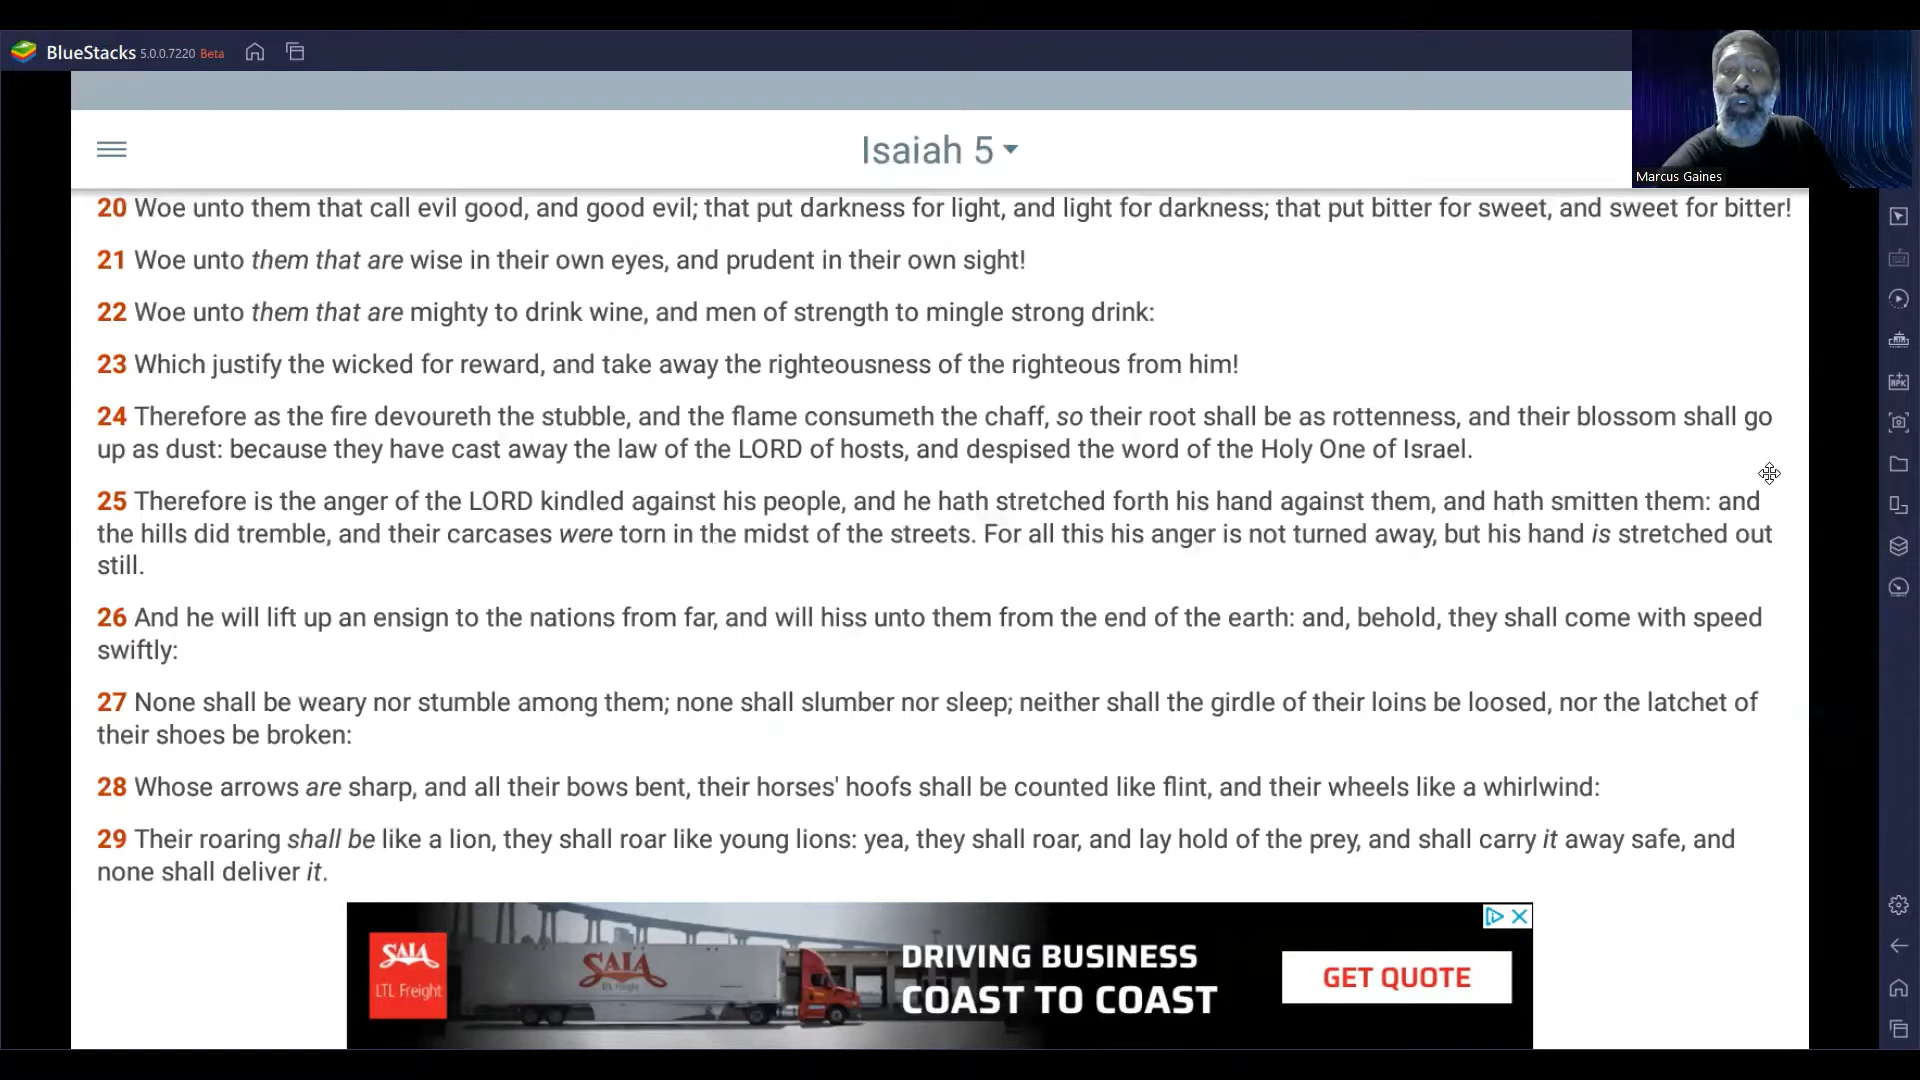 BlueStacks 5.0.0.7220 Beta
Isaiah 5
Marcus Gaines
20 Woe unto them that call evil good, and good evil; that put darkness for light, and light for darkness; that put bitter for sweet, and sweet for bitter!
21 Woe unto them that are wise in their own eyes, and prudent in their own sight!
22 Woe unto them that are mighty to drink wine, and men of strength to mingle strong drink:
23 Which justify the wicked for reward, and take away the righteousness of the righteous from him!
24 Therefore as the fire devoureth the stubble, and the flame consumeth the chaff, so their root shall be as rottenness, and their blossom shall go
up as dust: because they have cast away the law of the LORD of hosts, and despised the word of the Holy One of Israel.
25 Therefore is the anger of the LORD kindled against his people, and he hath stretched forth his hand against them, and hath smitten them: and
the hills did tremble, and their carcases were torn in the midst of the streets. For all this his anger is not turned away, but his hand is stretched out
still.
26 And he will lift up an ensign to the nations from far, and will hiss unto them from the end of the earth: and, behold, they shall come with speed
swiftly:
27 None shall be weary nor stumble among them; none shall slumber nor sleep; neither shall the girdle of their loins be loosed, nor the latchet of
their shoes be broken:
28 Whose arrows are sharp, and all their bows bent, their horses' hoofs shall be counted like flint, and their wheels like a whirlwind:
29 Their roaring shall be like a lion, they shall roar like young lions: yea, they shall roar, and lay hold of the prey, and shall carry it away safe, and
none shall deliver it.
SAIA
LTL Freight
SAIA
LTL Freight
DRIVING BUSINESS
COAST TO COAST
GET QUOTE